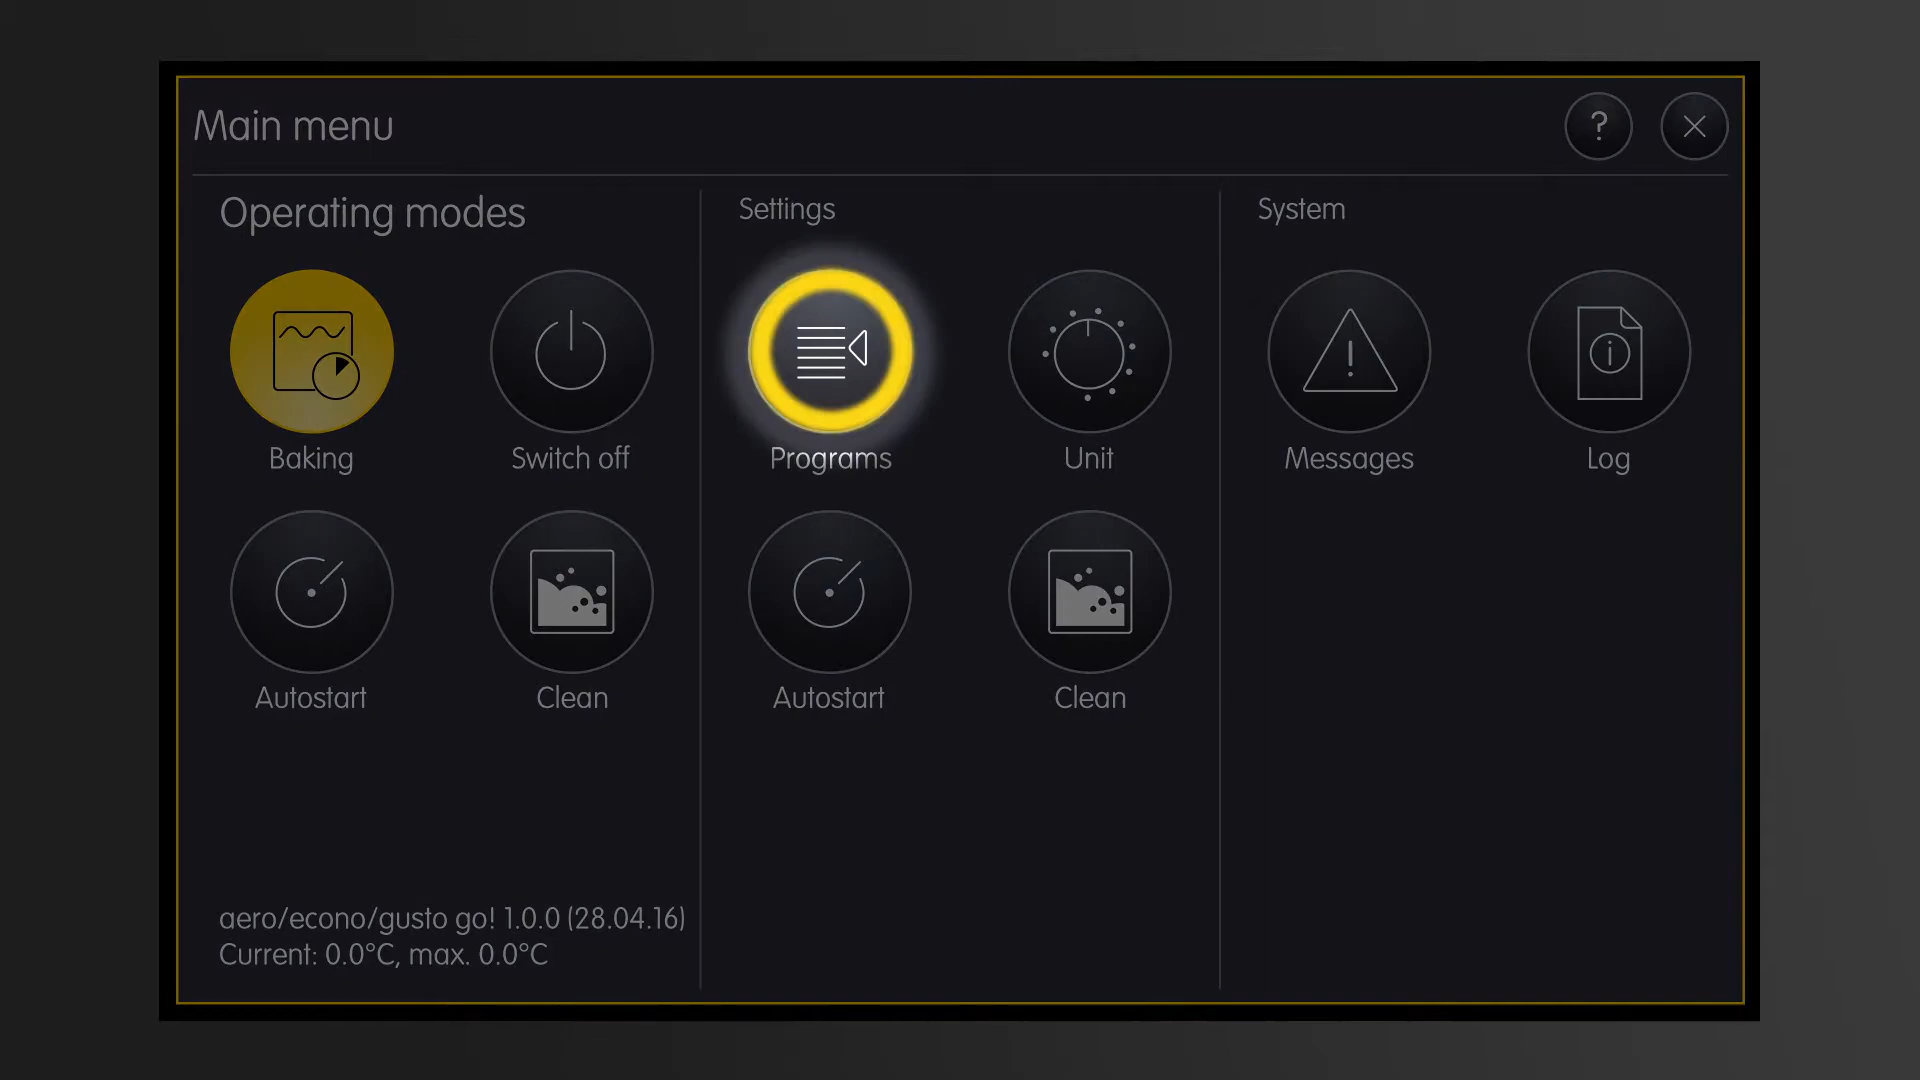 Main menu
?
Operating modes
Settings
System
Baking
Switch off
Programs
Unit
Messages
Log
Autostart
Clean
Autostart
Clean
aero/econo/gusto go! 1.0.0 (28.04.16)
Current: 0.0°C, max. 0.0°C